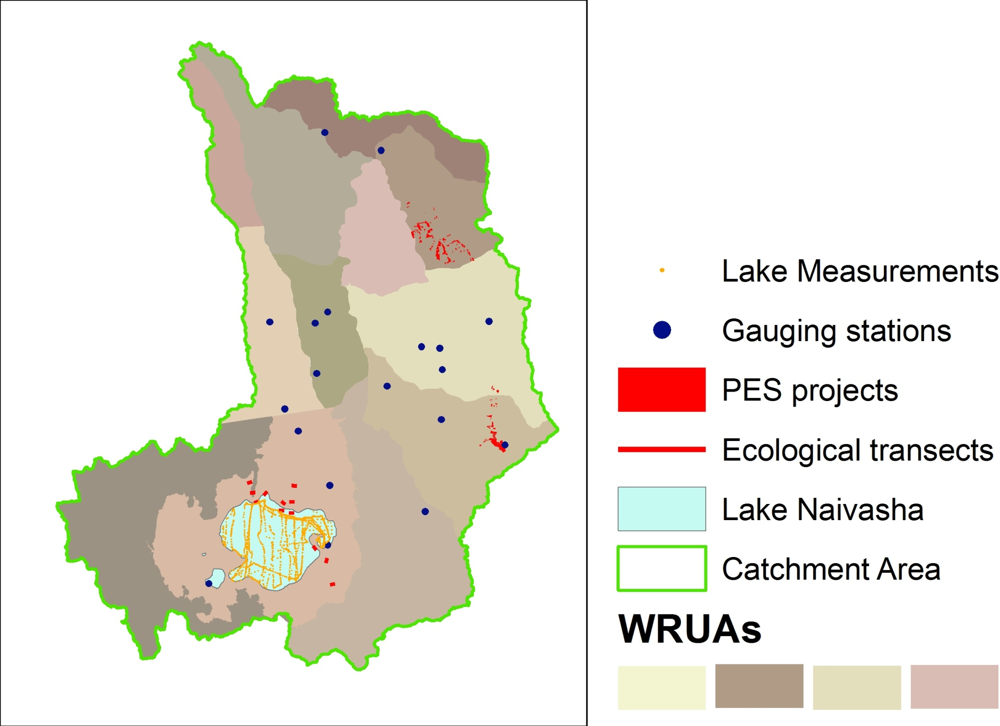 Lake Measurements
Gauging stations
PES projects
Ecological transects
Lake Naivasha
Catchment Area
WRUAs